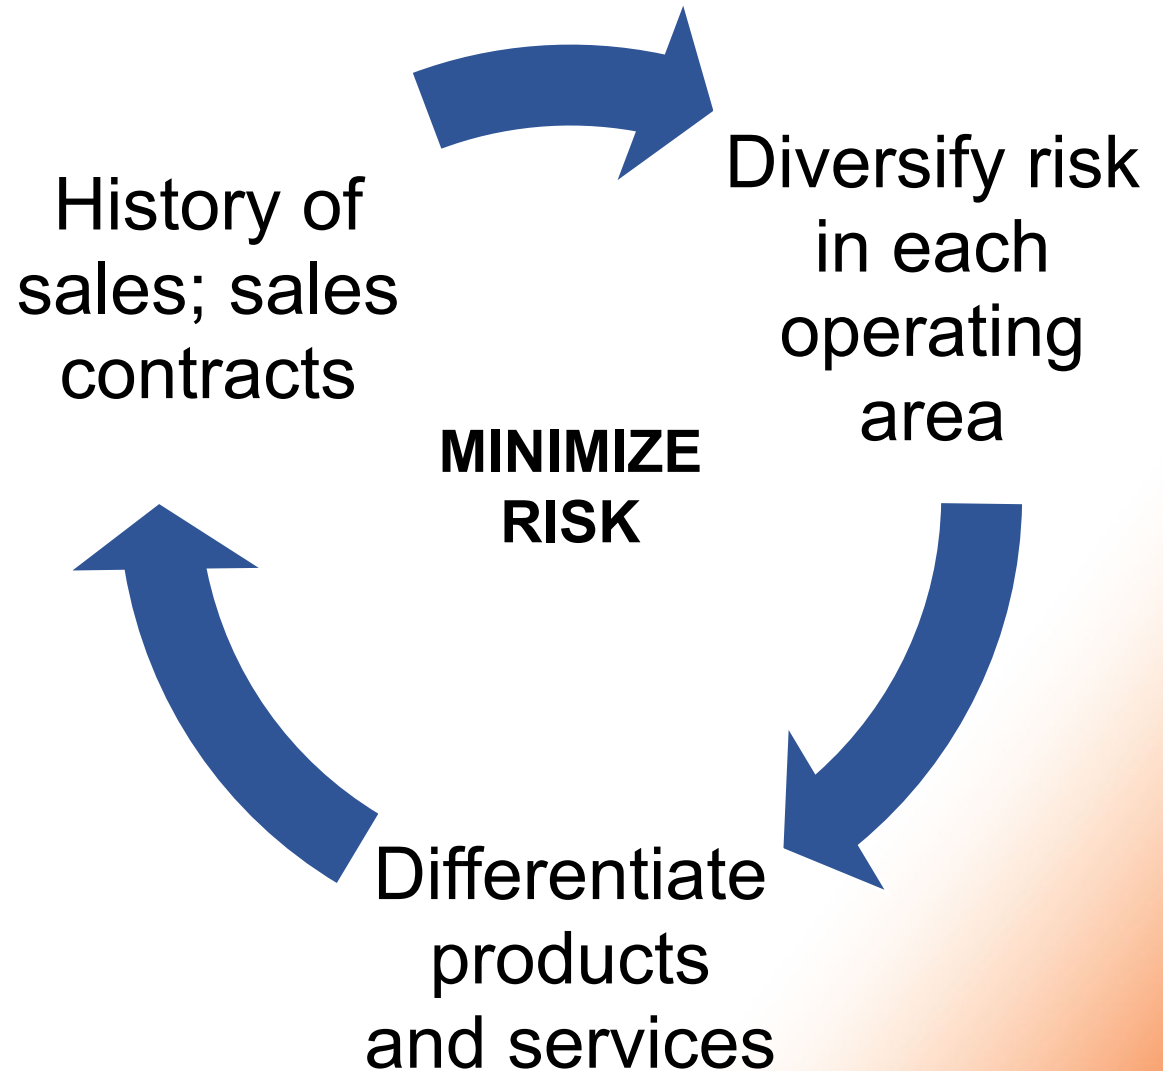 History of
sales; sales
contracts
Diversify risk
in each
operating
area
MINIMIZE
RISK
Differentiate
products
and services